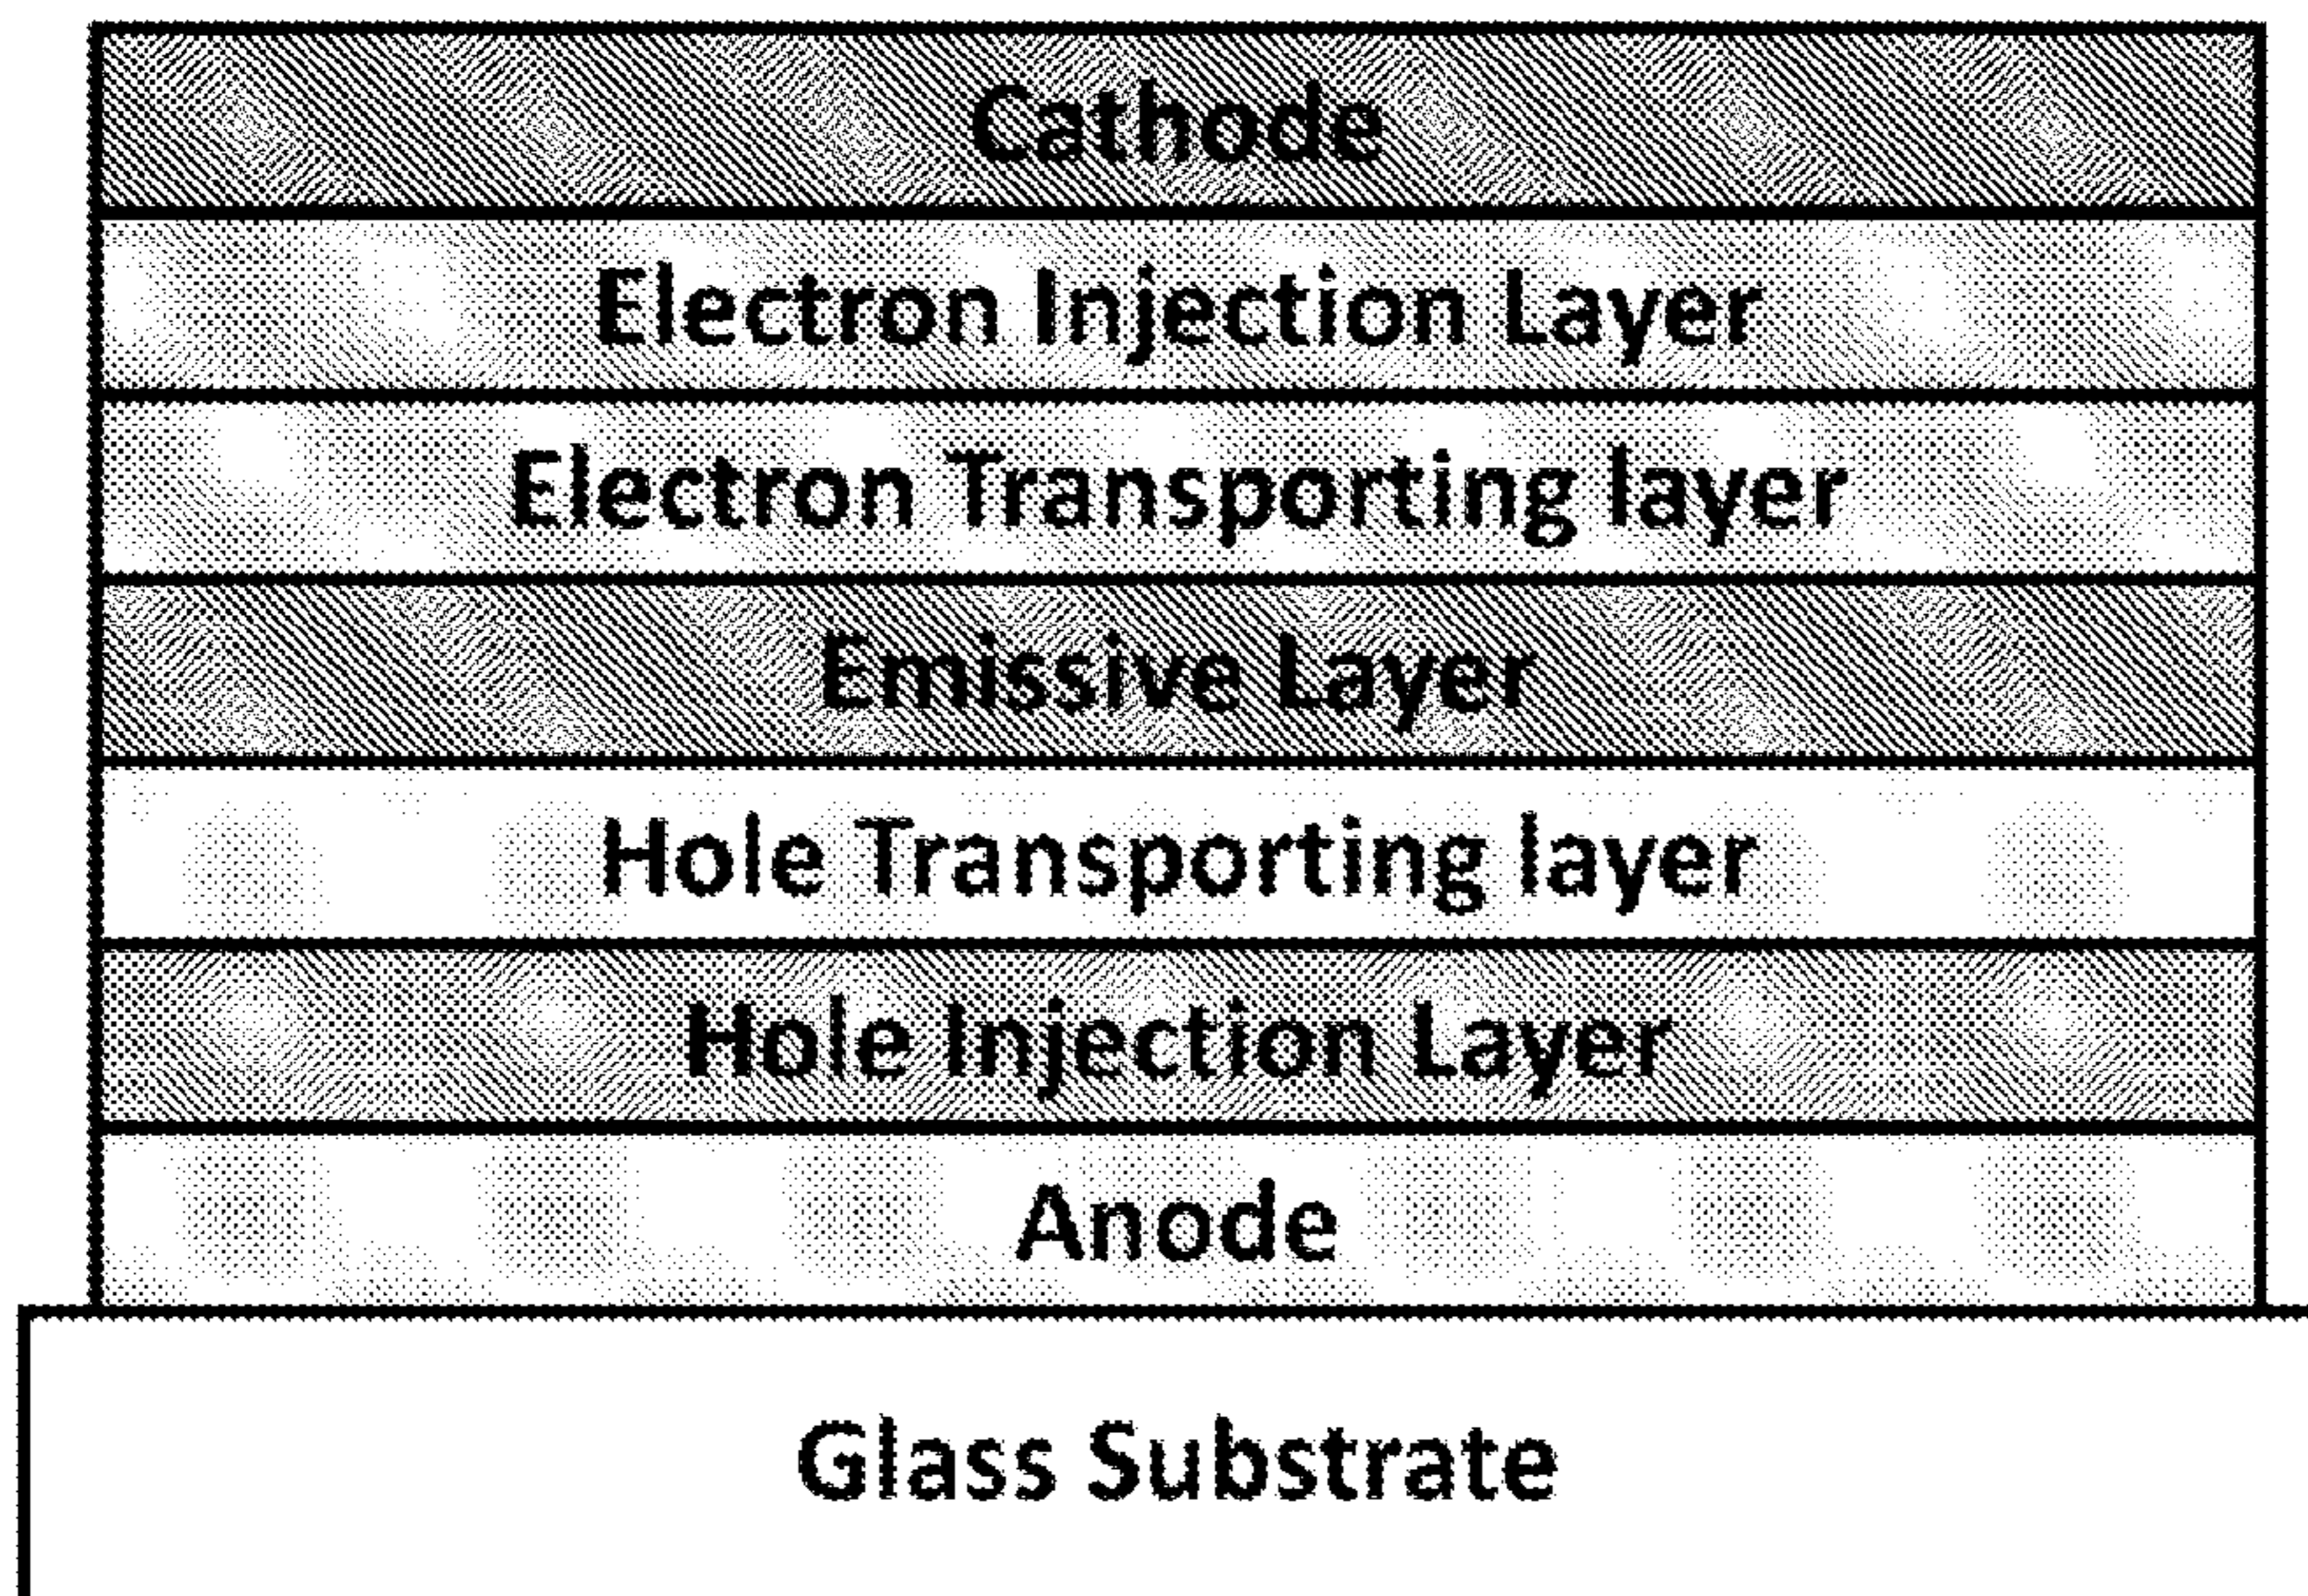 Cathode
Electron Injection Layer
Electron Transporting layer
Emissive Layer
Hole Transporting layer
Hole Injection Layer
Anode
Glass Substrate